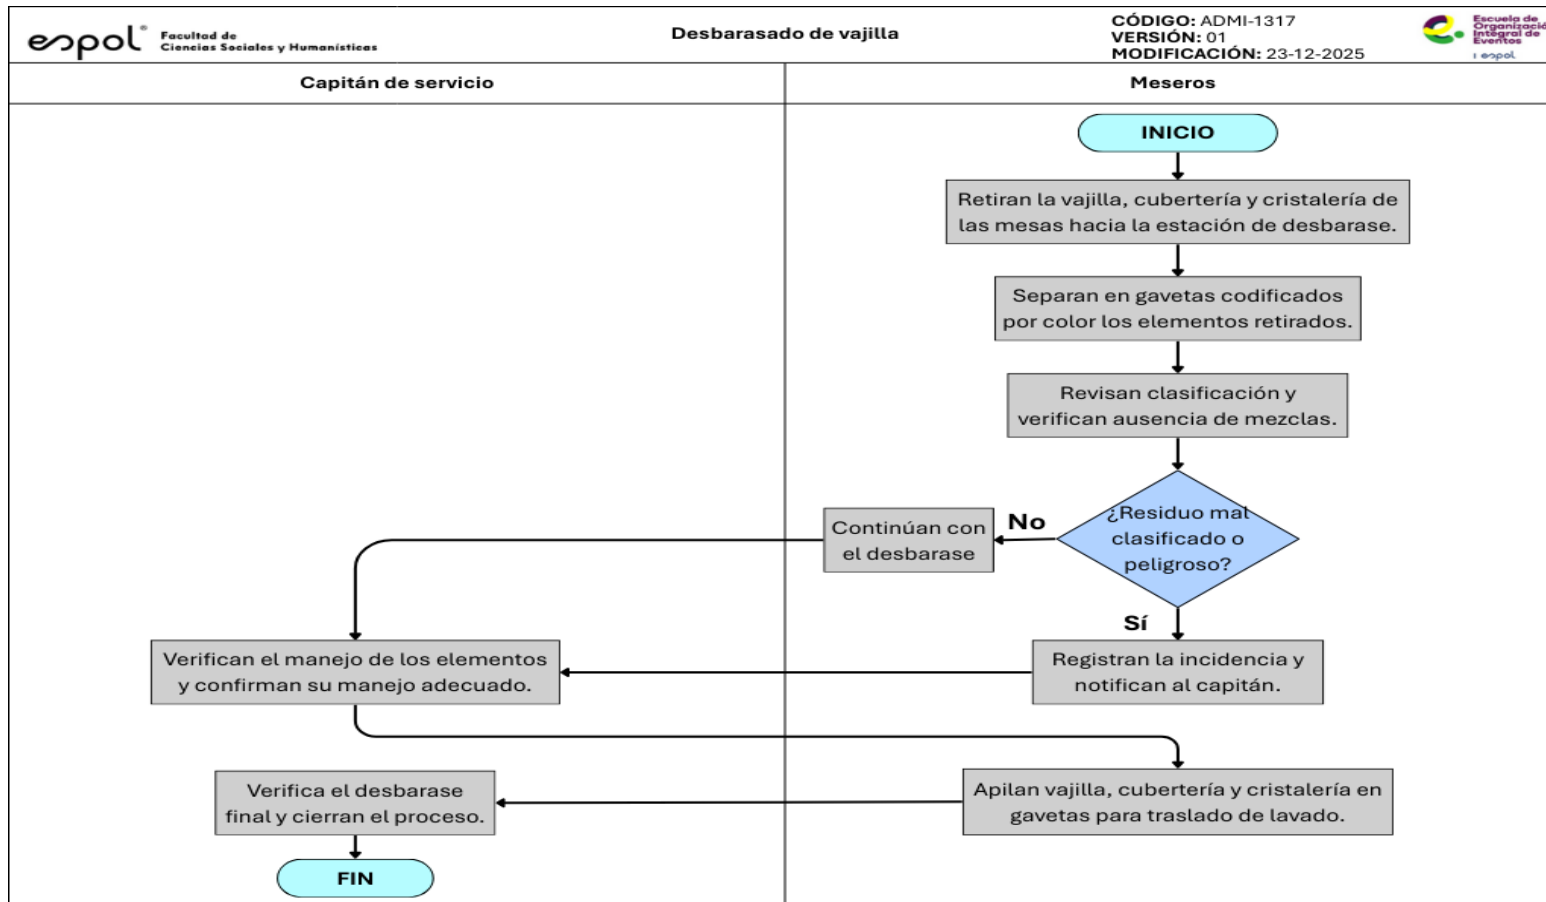 espol
Facultad de
Ciencias Sociales y Humanísticas
Desbarasado de vajilla
CÓDIGO: ADMI-1317
VERSIÓN: 01
MODIFICACIÓN: 23-12-2025
Escuela de
Organizació
Integral de
Eventos
espol
Capitán de servicio
Meseros
INICIO
Retiran la vajilla, cubertería y cristalería de
las mesas hacia la estación de desbarase.
Separan en gavetas codificados
por color los elementos retirados.
Revisan clasificación y
verifican ausencia de mezclas.
¿Residuo mal
clasificado o
peligroso?
No
Continúan con
el desbarase
Sí
Registran la incidencia y
notifican al capitán.
Verifican el manejo de los elementos
y confirman su manejo adecuado.
Apilan vajilla, cubertería y cristalería en
gavetas para traslado de lavado.
Verifica el desbarase
final y cierran el proceso.
FIN